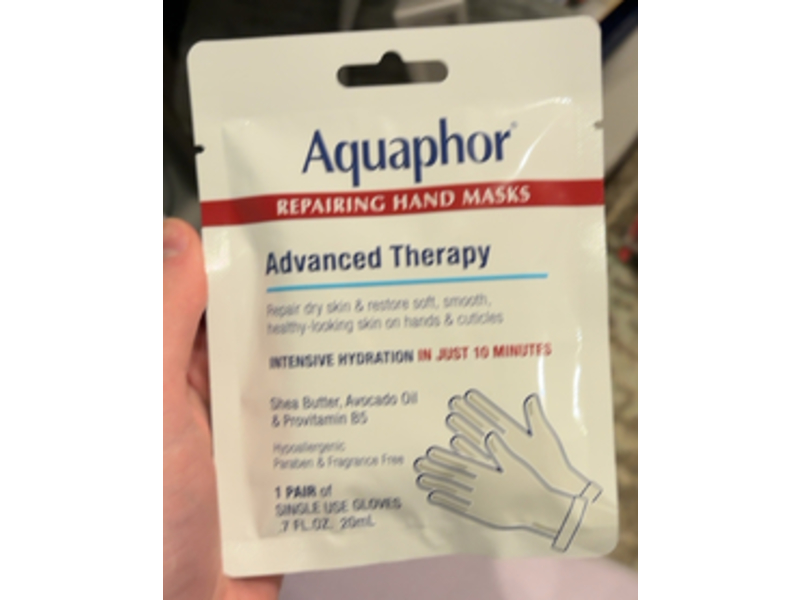 Aquaphor®
REPAIRING HAND MASKS
Advanced Therapy
Repair dry skin & restore soft, smooth,
healthy-looking skin on hands & cuticles
INTENSIVE HYDRATION IN JUST 10 MINUTES
Shea Butter, Avocado Oil
& Provitamin B5
Hypoallergenic
Paraben & Fragrance Free
1 PAIR of
SINGLE USE GLOVES
.7 FL.OZ. 20mL